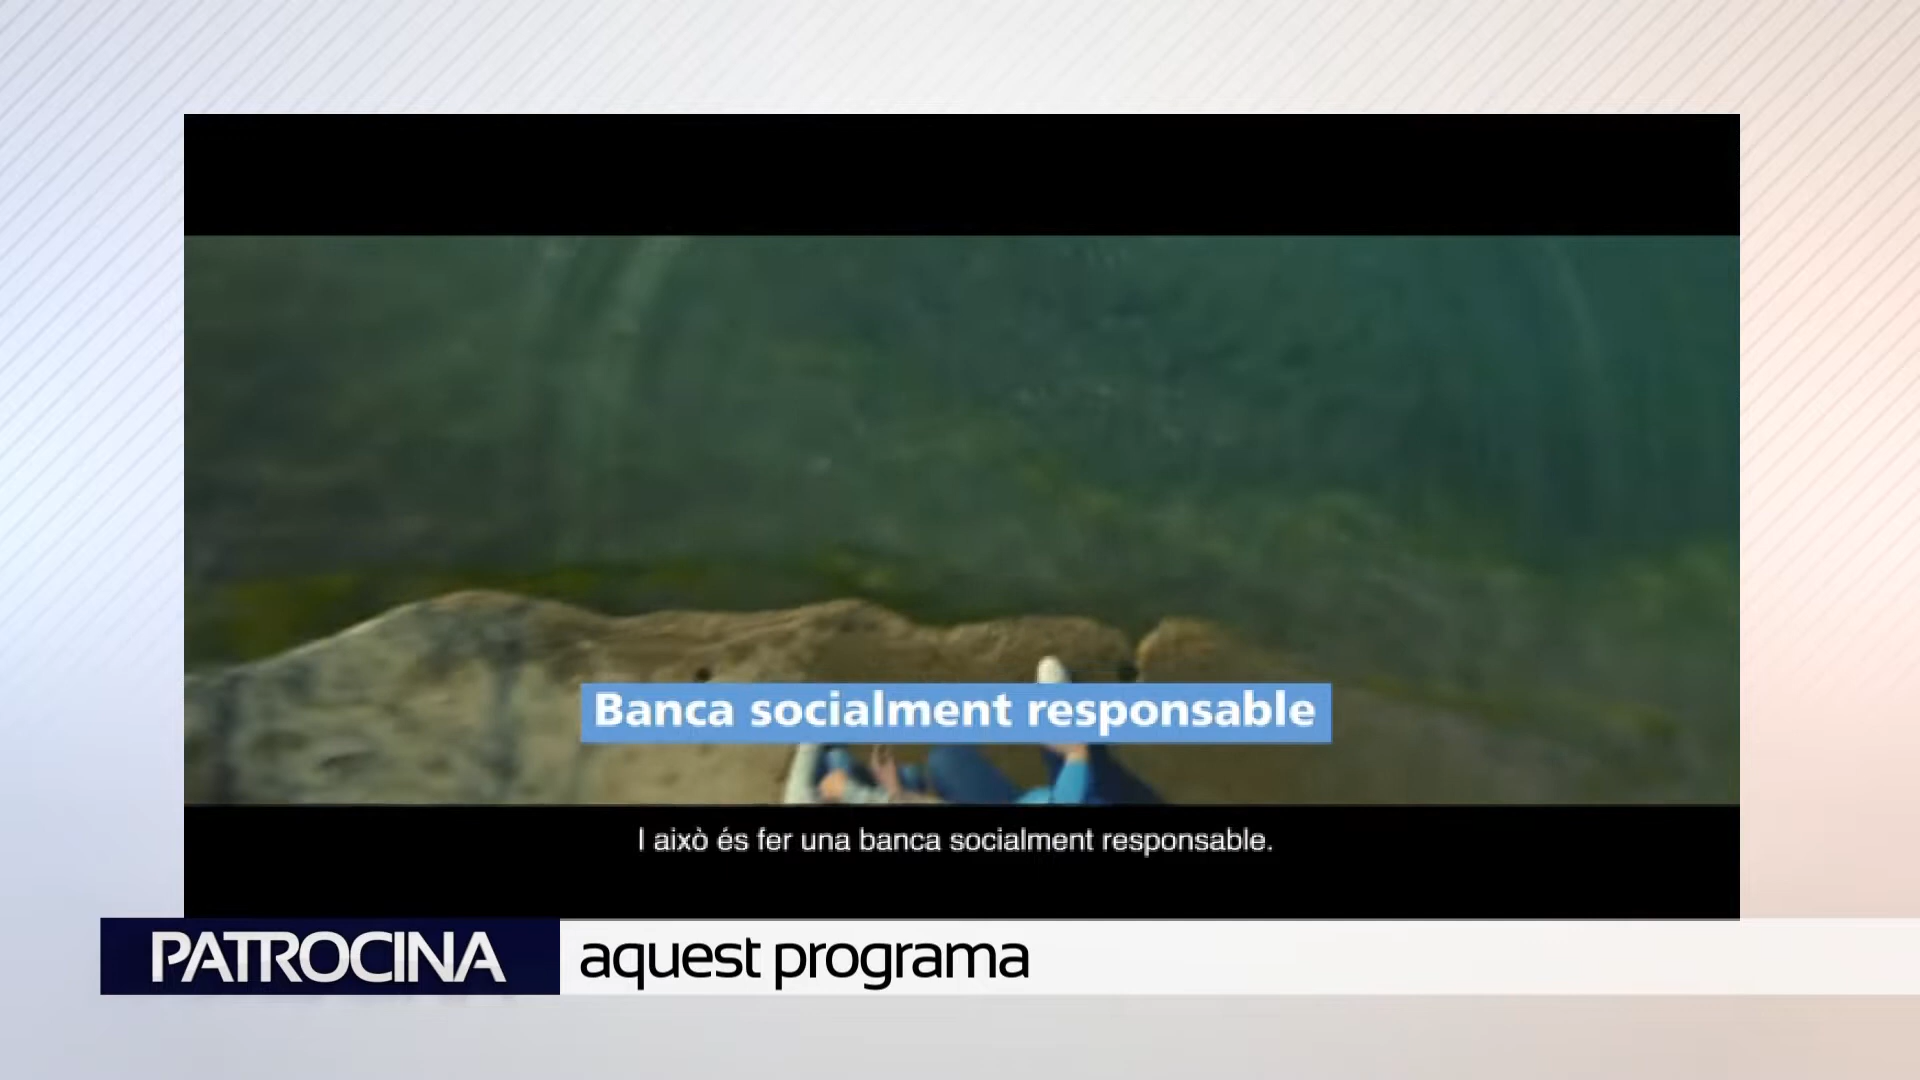 Banca socialment responsable
I això és fer una banca socialment responsable.
PATROCINA aquest programa